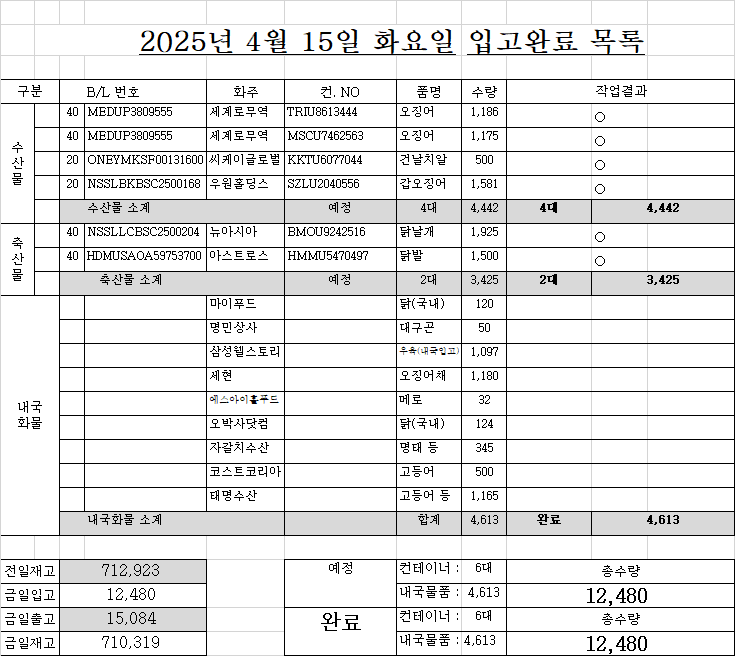 2025년 4월 15일 화요일 입고완료 목록
구분 B/L 번호 화주 컨. NO 품명 수량 작업결과
수산물
40 MEDUP3809555 세계로무역 TRIU8613444 오징어 1,186 ○
40 MEDUP3809555 세계로무역 MSCU7462563 오징어 1,175 ○
20 ONEYMKSF00131600 씨케이글로벌 KKTU6077044 건날치알 500 ○
20 NSSLBKBSC2500168 우원홀딩스 SZLU2040556 갑오징어 1,581 ○
수산물 소계 예정 4대 4,442 4대 4,442
축산물
40 NSSLLCBSC2500204 뉴아시아 BMOU9242516 닭날개 1,925 ○
40 HDMUSAOA59753700 아스트로스 HMMU5470497 닭발 1,500 ○
축산물 소계 예정 2대 3,425 2대 3,425
내국
화물
마이푸드 닭(국내) 120
명민상사 대구곤 50
삼성웰스토리 우육(내국입고) 1,097
세현 오징어채 1,180
에스아이홀푸드 메로 32
오박사닷컴 닭(국내) 124
자갈치수산 명태 등 345
코스트코리아 고등어 500
태명수산 고등어 등 1,165
내국화물 소계 합계 4,613 완료 4,613
전일재고 712,923 예정 컨테이너 : 6대 총수량
금일입고 12,480 내국물품 : 4,613 12,480
금일출고 15,084 완료 컨테이너 : 6대 총수량
금일재고 710,319 내국물품 : 4,613 12,480